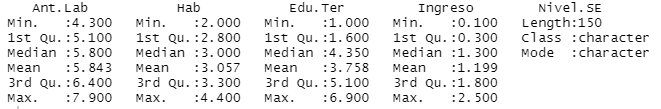 Ant.Lab Hab Edu.Ter Ingreso Nivel.SE
Min. :4.300 Min. :2.000 Min. :1.000 Min. :0.100 Length:150
1st Qu.:5.100 1st Qu.:2.800 1st Qu.:1.600 1st Qu.:0.300 Class :character
Median :5.800 Median :3.000 Median :4.350 Median :1.300 Mode :character
Mean :5.843 Mean :3.057 Mean :3.758 Mean :1.199
3rd Qu.:6.400 3rd Qu.:3.300 3rd Qu.:5.100 3rd Qu.:1.800
Max. :7.900 Max. :4.400 Max. :6.900 Max. :2.500